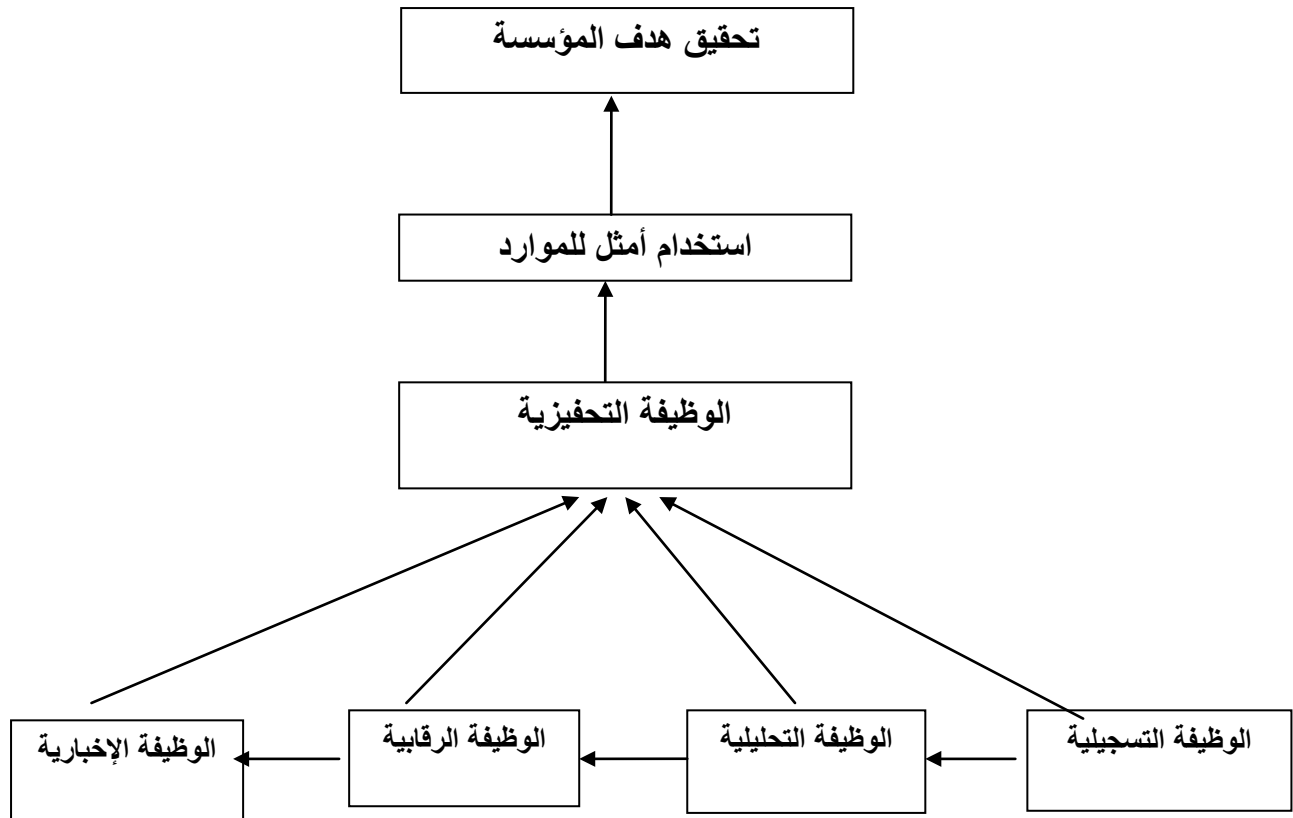 تحقيق هدف المؤسسة
استخدام أمثل للموارد
الوظيفة التحفيزية
الوظيفة التسجيلية
الوظيفة التحليلية
الوظيفة الرقابية
الوظيفة الإخبارية